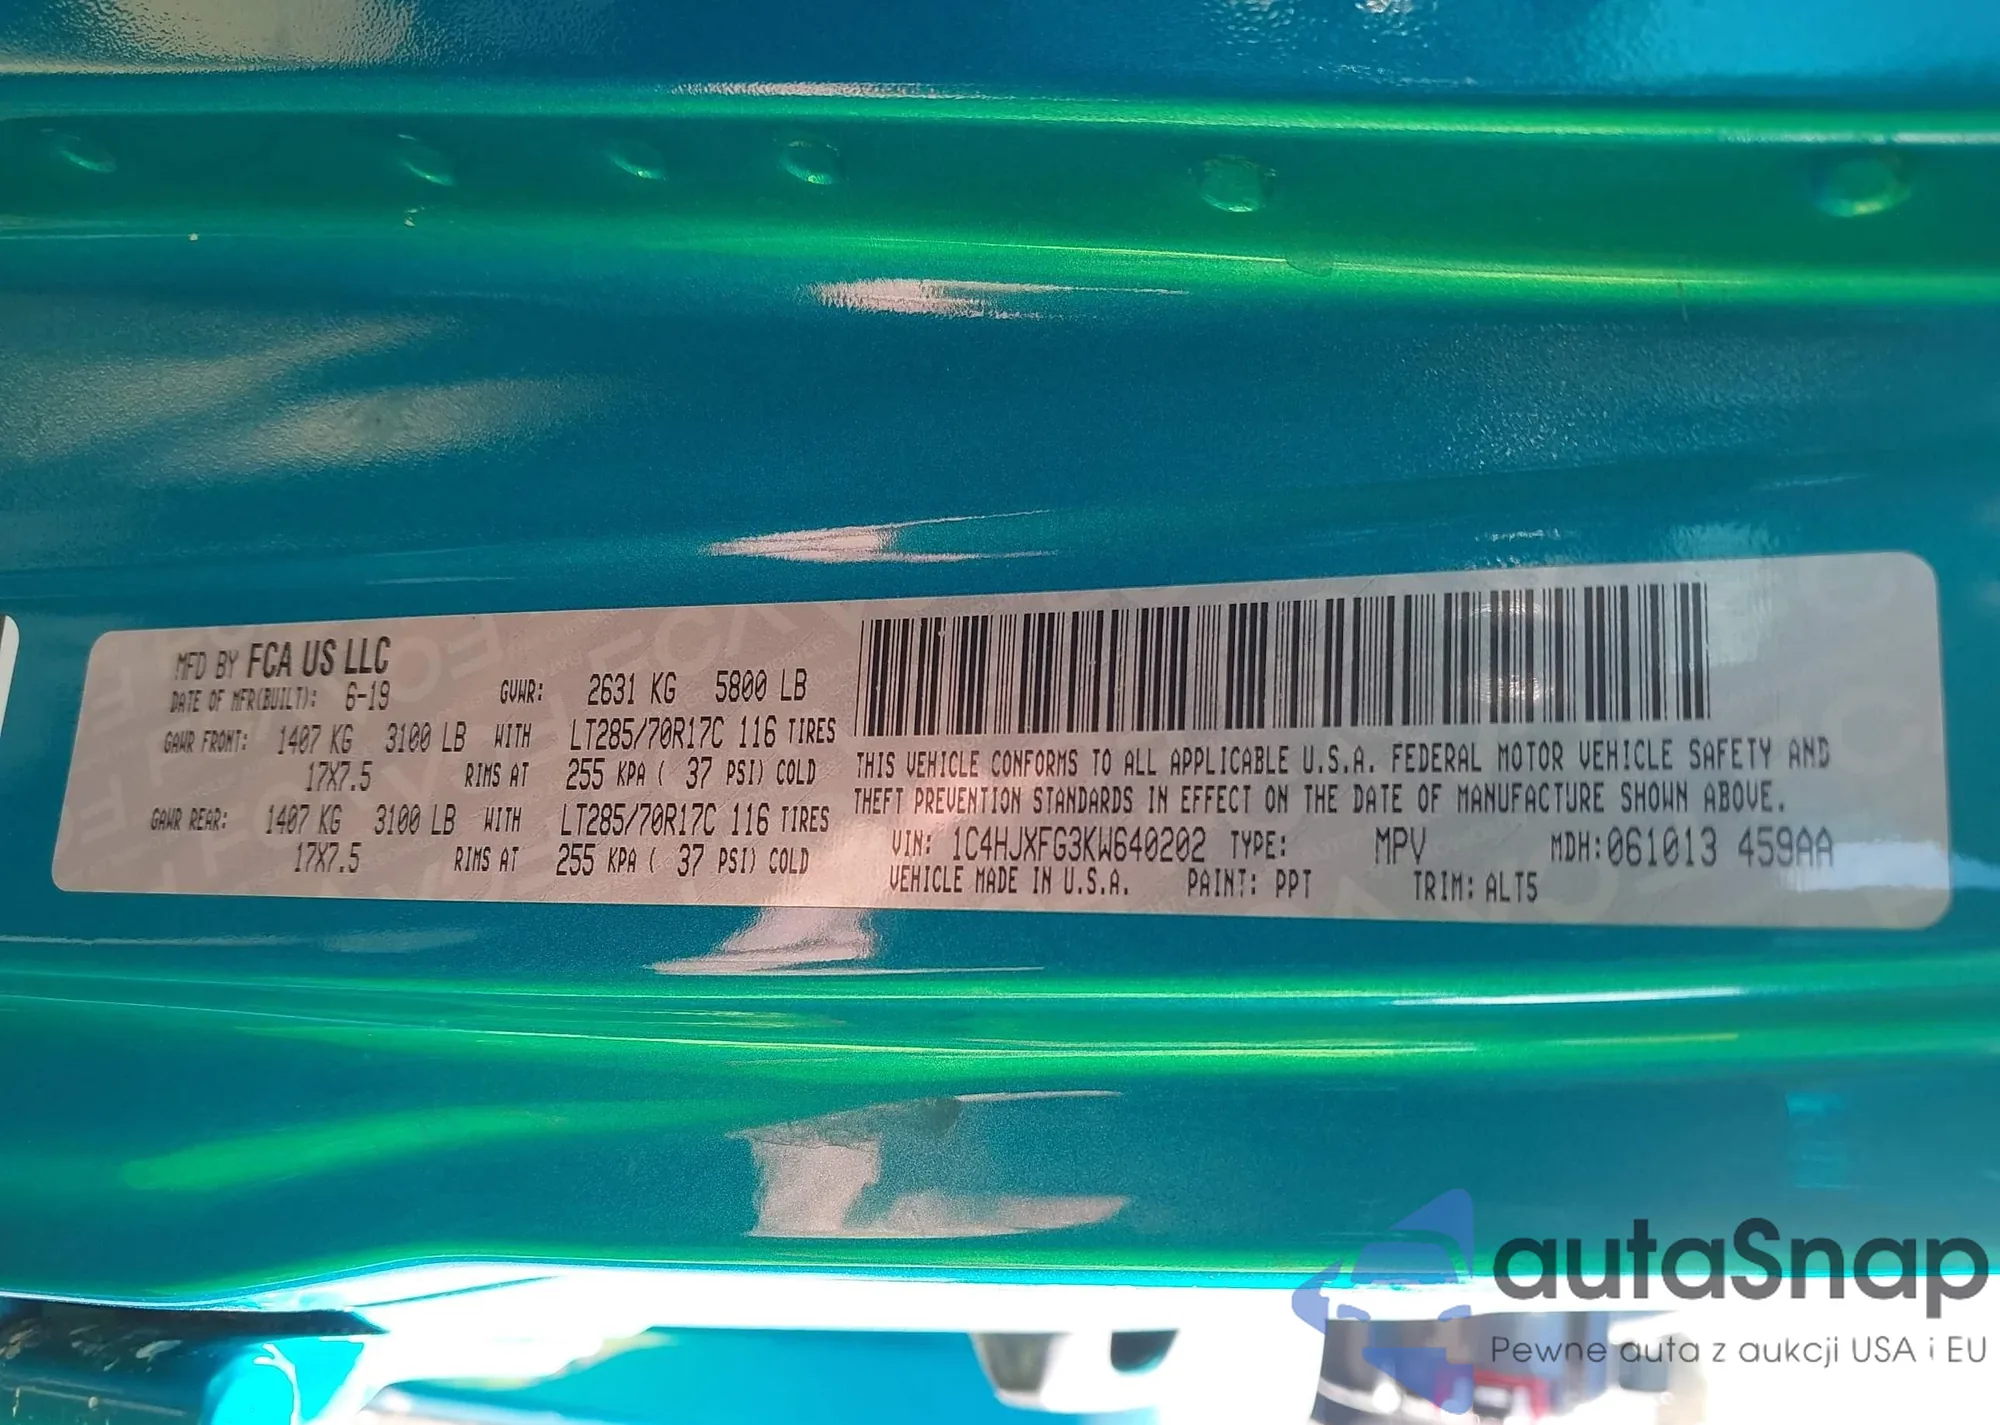 MFD BY FCA US LLC
DATE OF MFR(BUILT): 6-19 GVWR: 2631 KG 5800 LB
GAWR FRONT: 1407 KG 3100 LB WITH LT285/70R17C 116 TIRES
17X7.5 RIMS AT 255 KPA ( 37 PSI) COLD
GAWR REAR: 1407 KG 3100 LB WITH LT285/70R17C 116 TIRES
17X7.5 RIMS AT 255 KPA ( 37 PSI) COLD
THIS VEHICLE CONFORMS TO ALL APPLICABLE U.S.A. FEDERAL MOTOR VEHICLE SAFETY AND
THEFT PREVENTION STANDARDS IN EFFECT ON THE DATE OF MANUFACTURE SHOWN ABOVE.
VIN: 1C4HJXFG3KW640202 TYPE: MPV MDH:061013 459AA
VEHICLE MADE IN U.S.A. PAINT: PPT TRIM: ALT5
autaSnap
Pewne auta z aukcji USA i EU